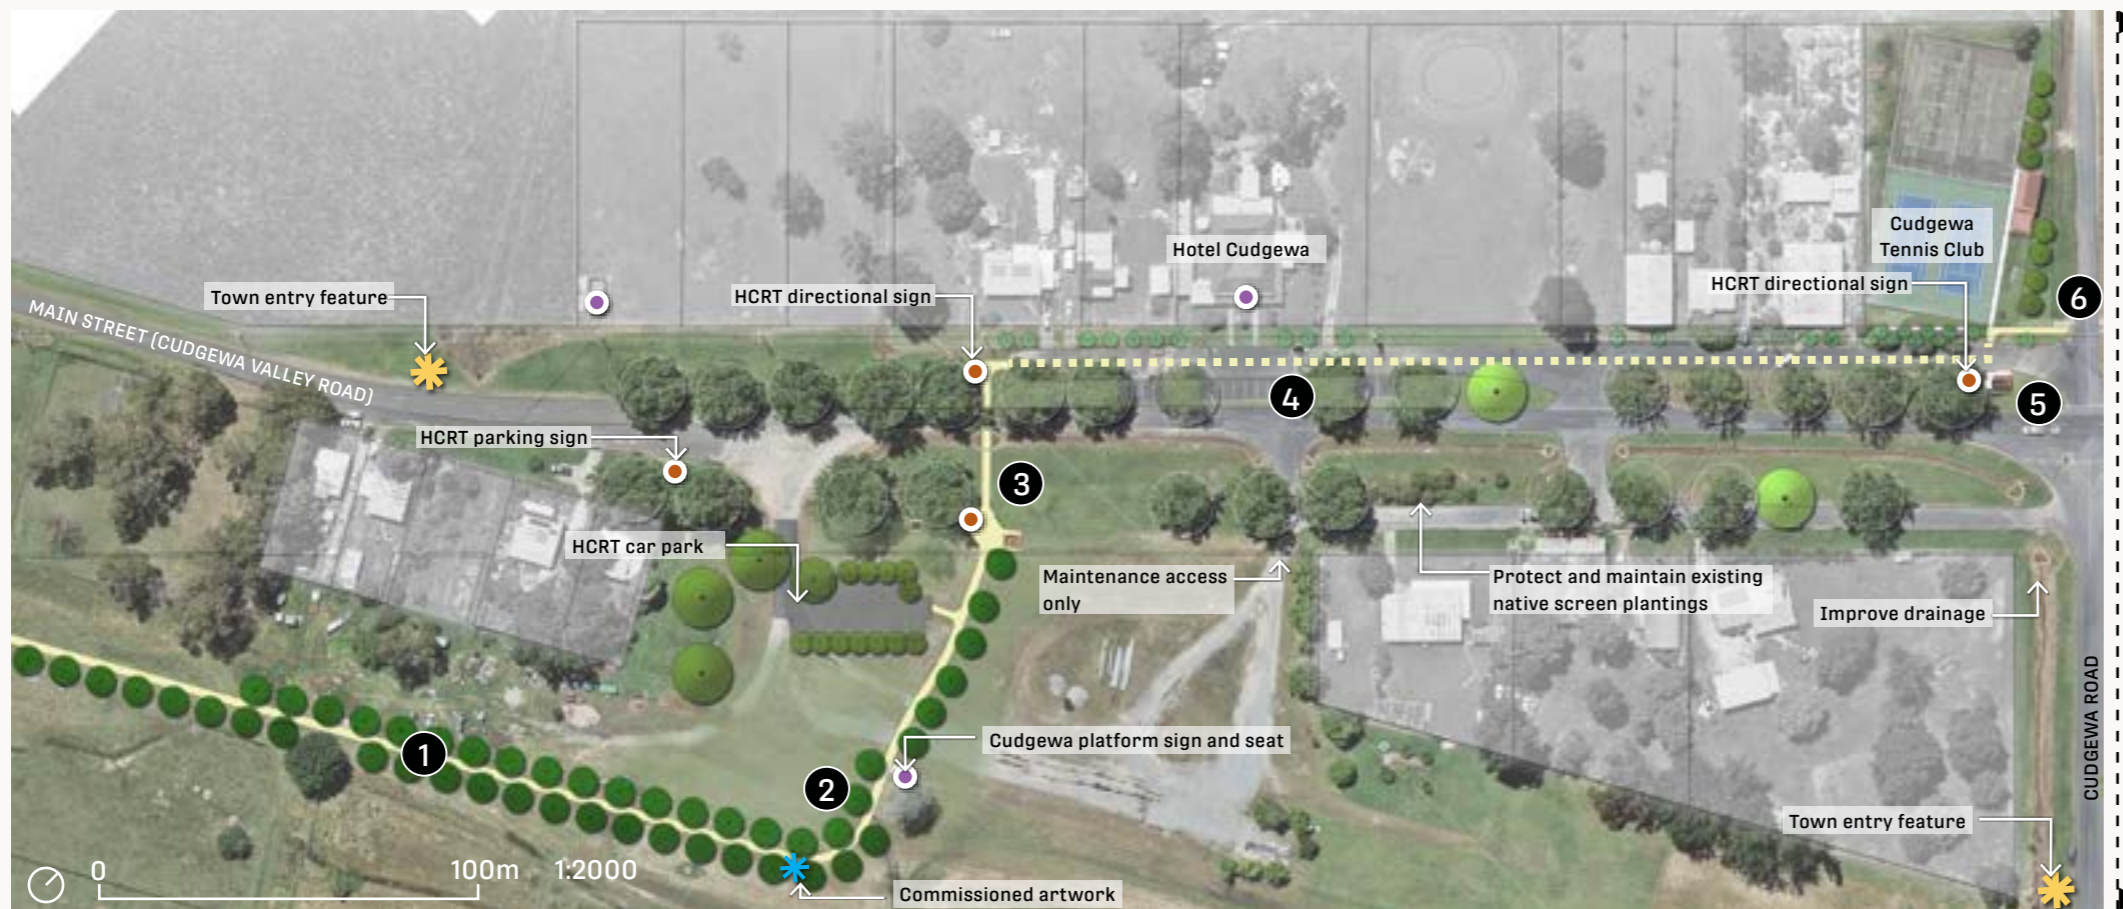 Cudgewa
Tennis Club
Hotel Cudgewa
HCRT directional sign
Town entry feature
HCRT directional sign
6
MAIN STREET (CUDGEWA VALLEY ROAD)
4
5
HCRT parking sign
3
HCRT car park
Maintenance access
only
Protect and maintain existing
native screen plantings
Improve drainage
CUDGEWA ROAD
1
Cudgewa platform sign and seat
2
Town entry feature
0
100m
1:2000
Commissioned artwork